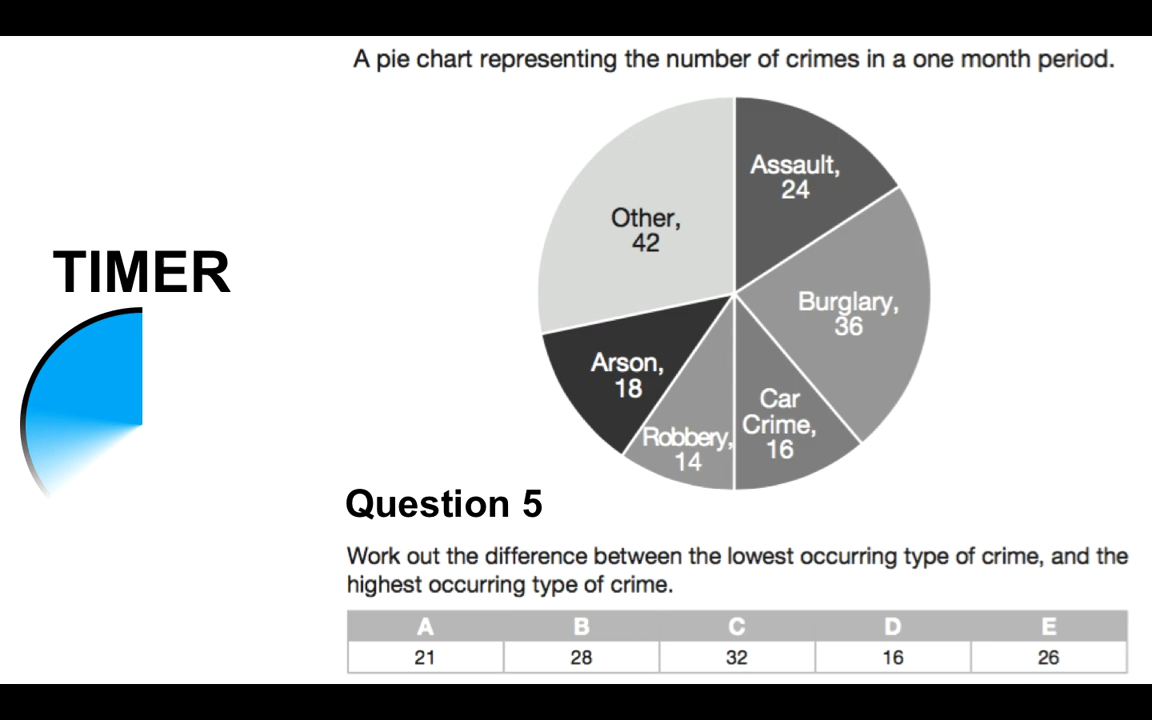 A pie chart representing the number of crimes in a one month period.
Assault,
24
Other,
42
TIMER
Burglary,
36
Arson,
18
Car
Crime,
16
Robbery,
14
Question 5
Work out the difference between the lowest occurring type of crime, and the
highest occurring type of crime.
A B C D E
21 28 32 16 26